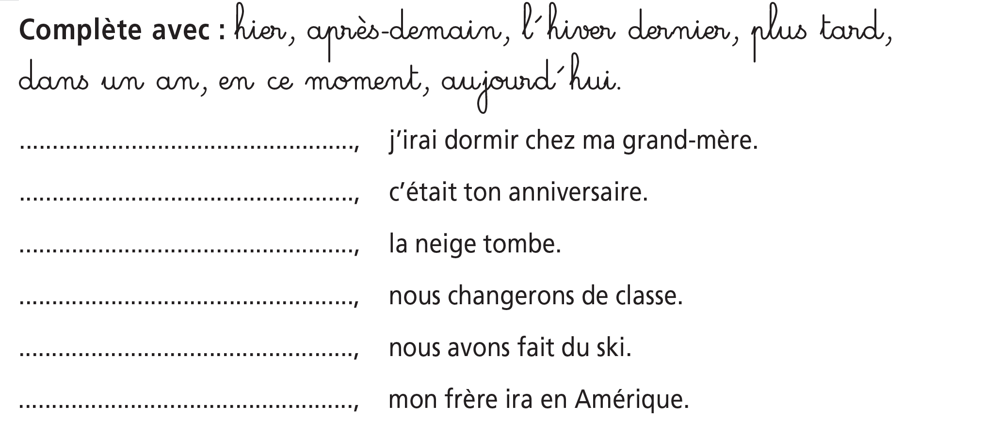 Complète avec : hier, après-demain, l'hiver dernier, plus tard,
dans un an, en ce moment, aujourd'hui.
..................................................., j'irai dormir chez ma grand-mère.
..................................................., c'était ton anniversaire.
..................................................., la neige tombe.
..................................................., nous changerons de classe.
..................................................., nous avons fait du ski.
..................................................., mon frère ira en Amérique.